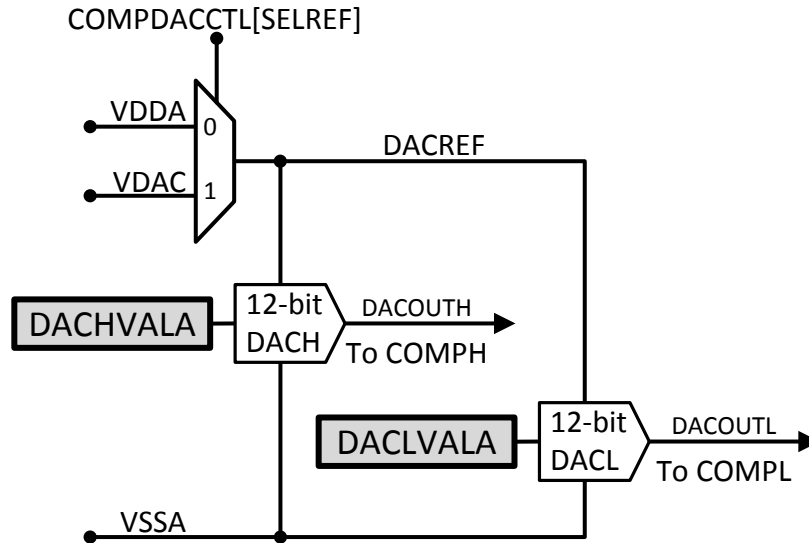 COMPDACCTL[SELREF]
VDDA
0
DACREF
VDAC
1
DACHVALA
12-bit
DACH
DACOUTH
To COMPH
DACLVALA
12-bit
DACL
DACOUTL
To COMPL
VSSA